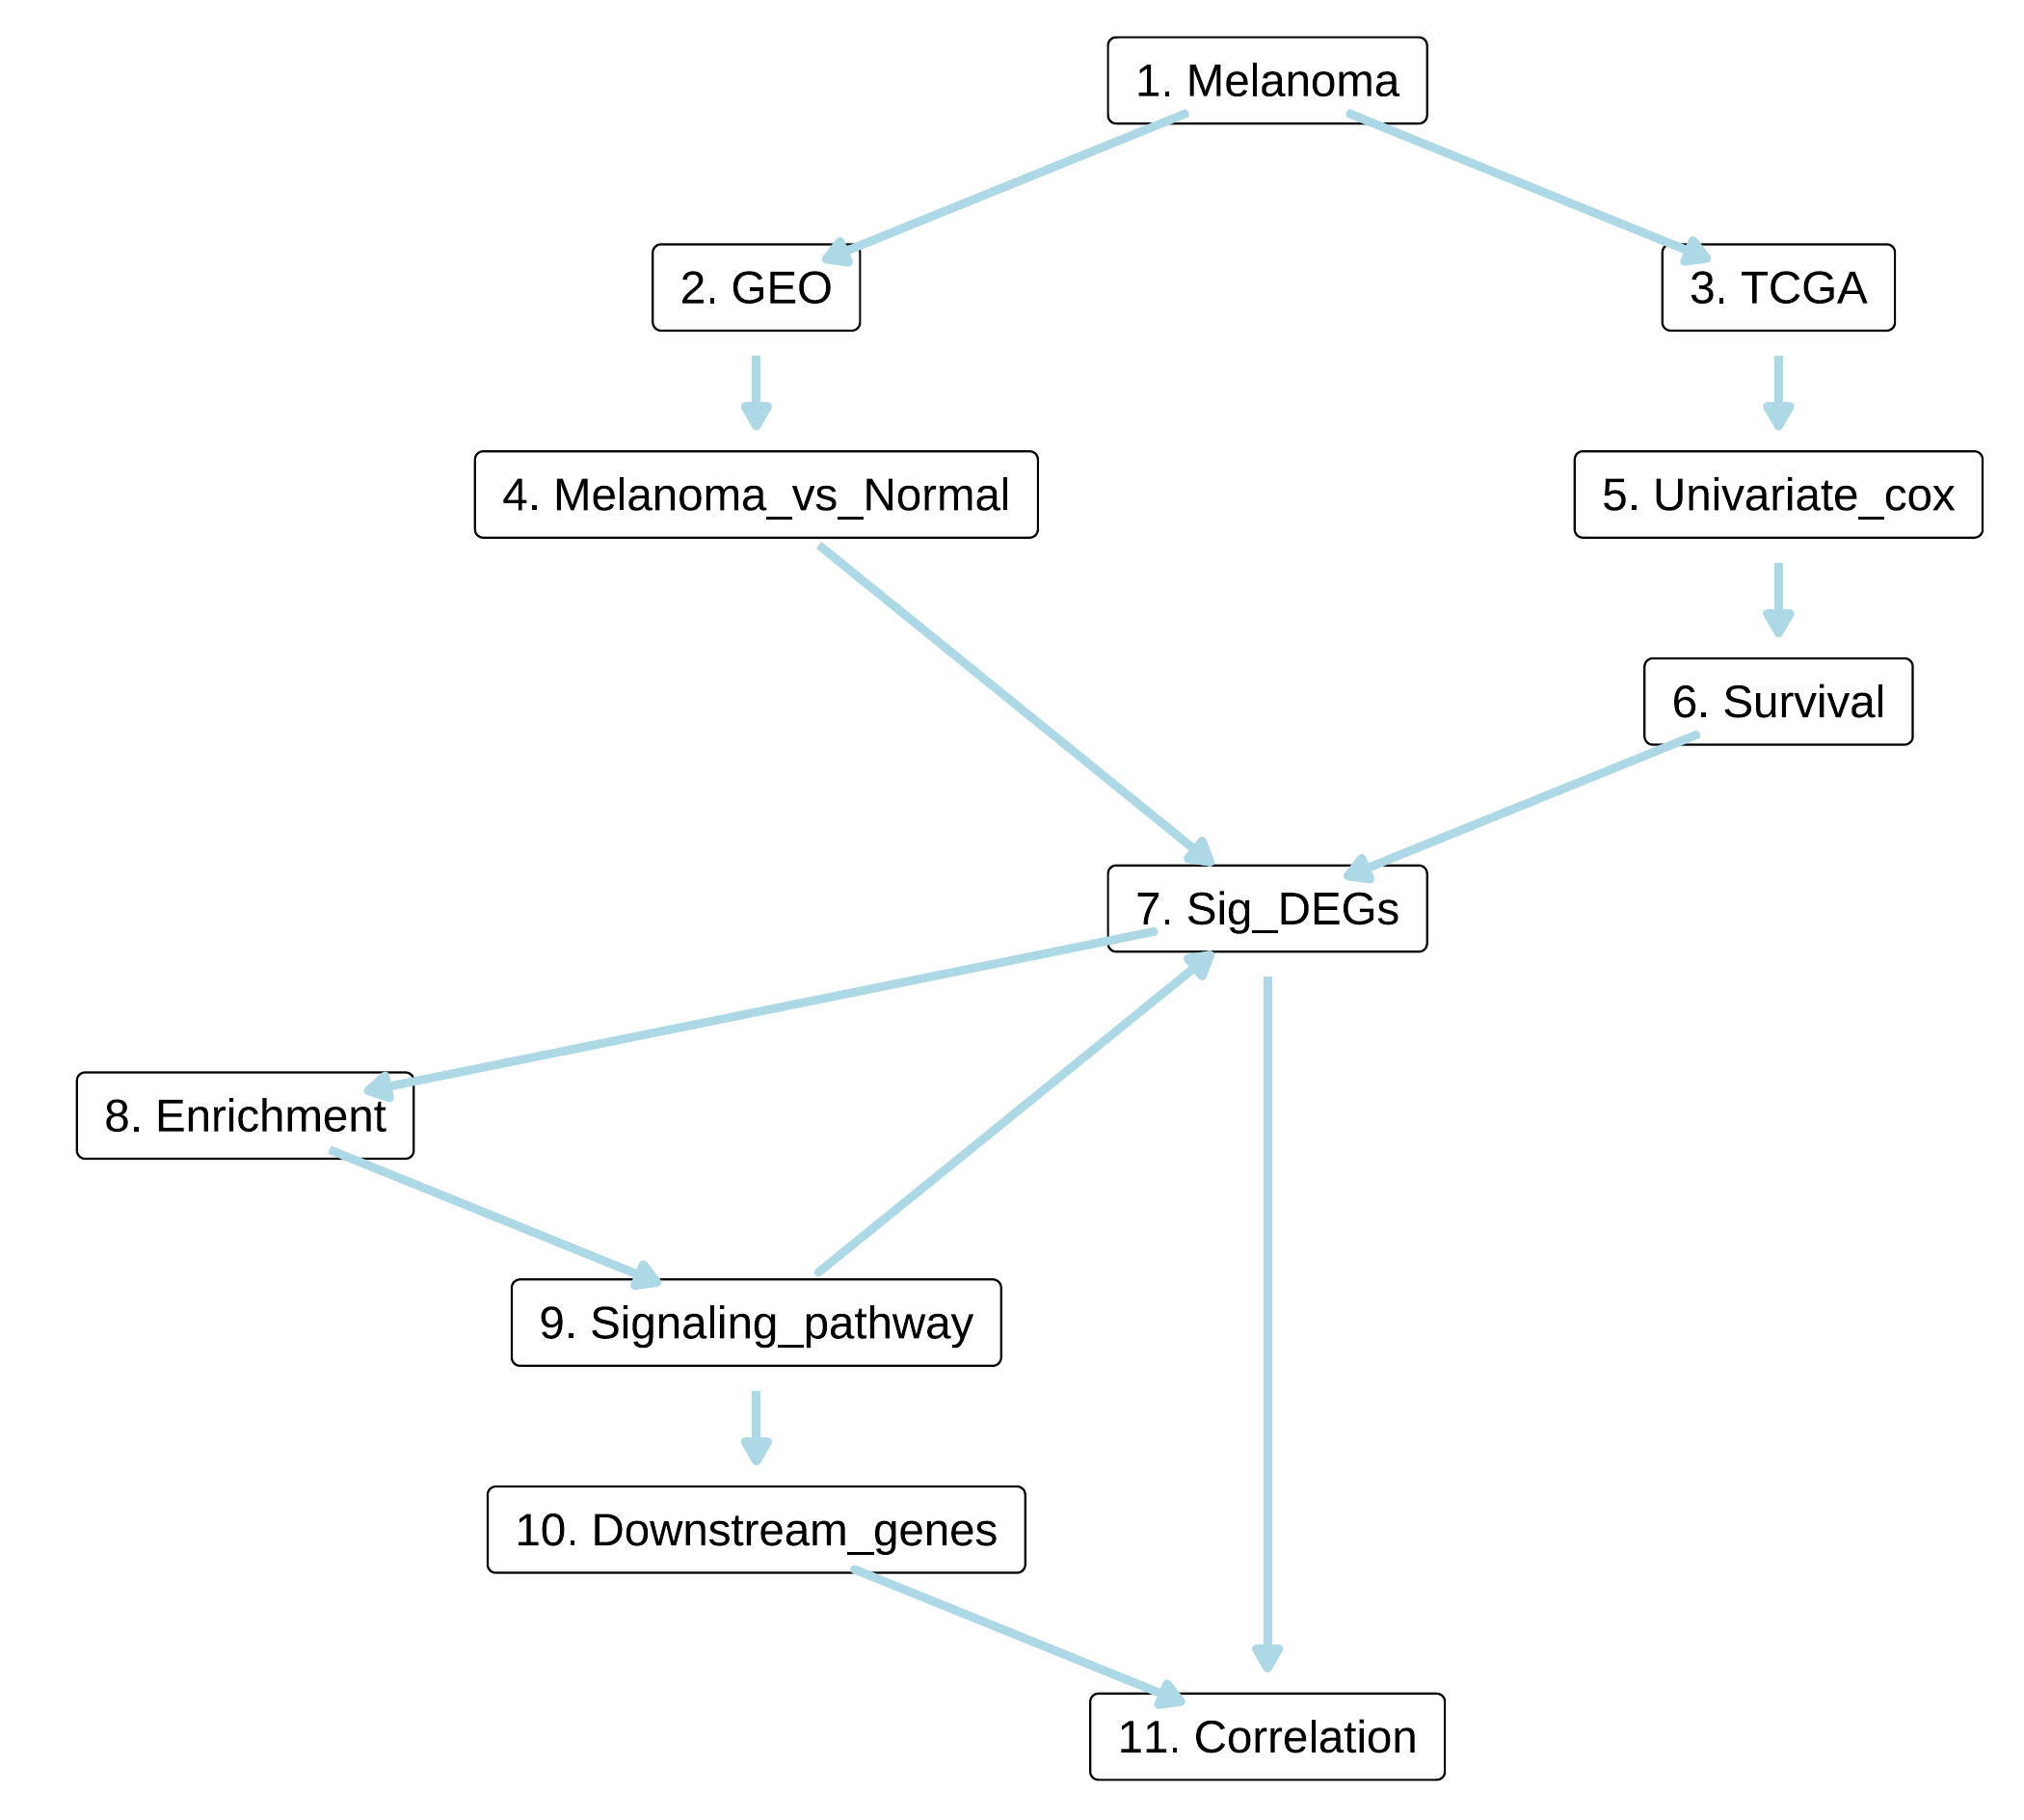 1. Melanoma
2. GEO
3. TCGA
4. Melanoma_vs_Normal
5. Univariate_cox
6. Survival
7. Sig_DEGs
8. Enrichment
9. Signaling_pathway
10. Downstream_genes
11. Correlation